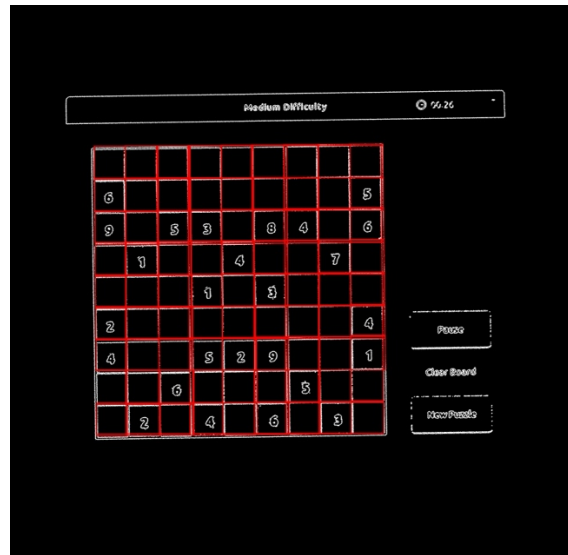 Medium Difficulty 00:26
6 5
9 5 3 8 4 6
1 4 7
1 3
2 4
4 5 2 9 1
6 5
2 4 6 3
Pause
Clear Board
New Puzzle